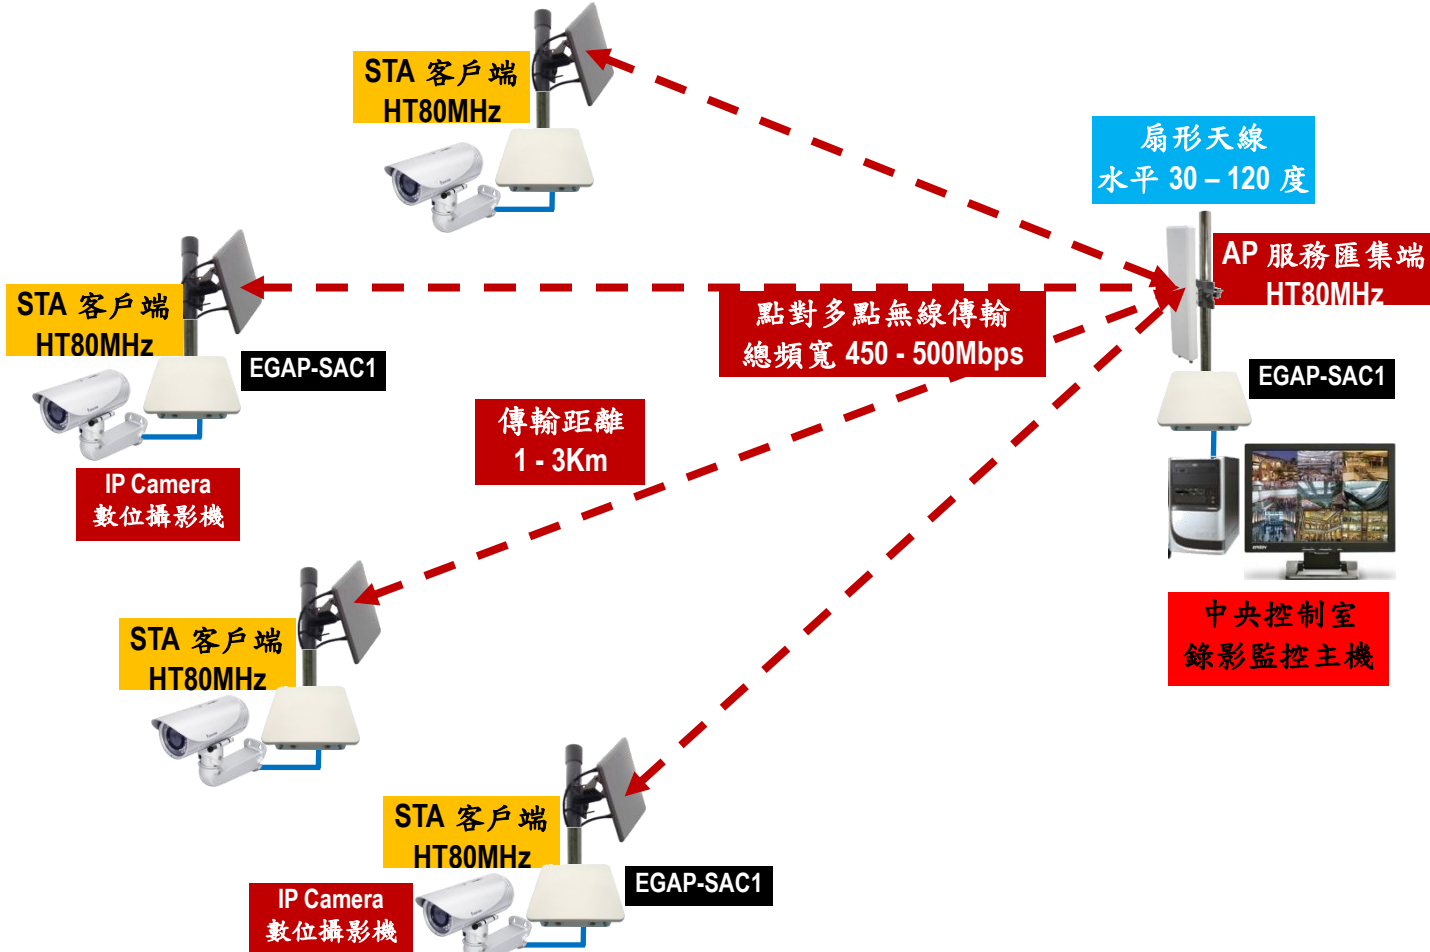 STA 客戶端
HT80MHz
扇形天線
水平 30 – 120 度
AP 服務匯集端
HT80MHz
STA 客戶端
HT80MHz
EGAP-SAC1
點對多點無線傳輸
總頻寬 450 - 500Mbps
EGAP-SAC1
傳輸距離
1 - 3Km
IP Camera
數位攝影機
中央控制室
錄影監控主機
STA 客戶端
HT80MHz
STA 客戶端
HT80MHz
EGAP-SAC1
IP Camera
數位攝影機